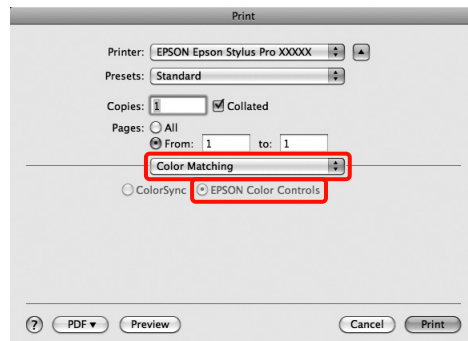 Print
Printer: EPSON Epson Stylus Pro XXXXX
Presets: Standard
Copies: 1 Collated
Pages: All
From: 1 to: 1
Color Matching
ColorSync EPSON Color Controls
? PDF ▾ Preview Cancel Print